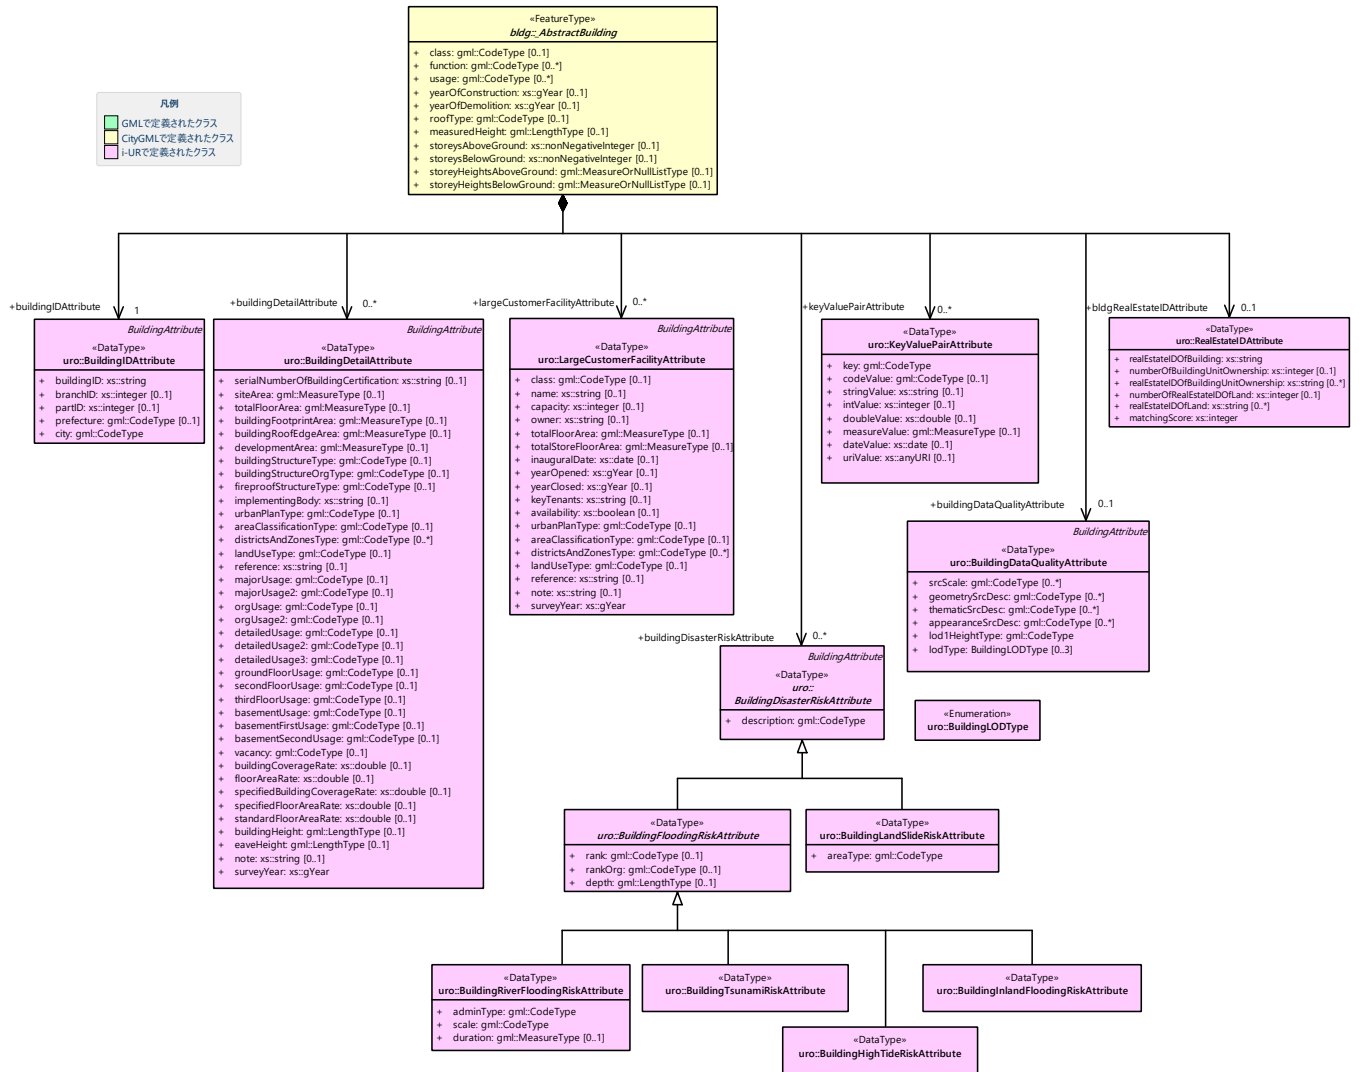 «FeatureType»
bldg::_AbstractBuilding
+ class: gml::CodeType [0..1]
+ function: gml::CodeType [0..*]
+ usage: gml::CodeType [0..*]
+ yearOfConstruction: xs::gYear [0..1]
+ yearOfDemolition: xs::gYear [0..1]
+ roofType: gml::CodeType [0..1]
+ measuredHeight: gml::LengthType [0..1]
+ storeysAboveGround: xs::nonNegativeInteger [0..1]
+ storeysBelowGround: xs::nonNegativeInteger [0..1]
+ storeyHeightsAboveGround: gml::MeasureOrNullListType [0..1]
+ storeyHeightsBelowGround: gml::MeasureOrNullListType [0..1]
凡例
GMLで定義されたクラス
CityGMLで定義されたクラス
i-URで定義されたクラス
+buildingIDAttribute
1
BuildingAttribute
«DataType»
uro::BuildingIDAttribute
+ buildingID: xs::string
+ branchID: xs::integer [0..1]
+ partID: xs::integer [0..1]
+ prefecture: gml::CodeType [0..1]
+ city: gml::CodeType
+buildingDetailAttribute
0..*
BuildingAttribute
«DataType»
uro::BuildingDetailAttribute
+ serialNumberOfBuildingCertification: xs::string [0..1]
+ siteArea: gml::MeasureType [0..1]
+ totalFloorArea: gml::MeasureType [0..1]
+ buildingFootprintArea: gml::MeasureType [0..1]
+ buildingRoofEdgeArea: gml::MeasureType [0..1]
+ developmentArea: gml::MeasureType [0..1]
+ buildingStructureType: gml::CodeType [0..1]
+ buildingStructureOrgType: gml::CodeType [0..1]
+ fireproofStructureType: gml::CodeType [0..1]
+ implementingBody: xs::string [0..1]
+ urbanPlanType: gml::CodeType [0..1]
+ areaClassificationType: gml::CodeType [0..1]
+ districtsAndZonesType: gml::CodeType [0..*]
+ landUseType: gml::CodeType [0..1]
+ reference: xs::string [0..1]
+ majorUsage: gml::CodeType [0..1]
+ majorUsage2: gml::CodeType [0..1]
+ orgUsage: gml::CodeType [0..1]
+ orgUsage2: gml::CodeType [0..1]
+ detailedUsage: gml::CodeType [0..1]
+ detailedUsage2: gml::CodeType [0..1]
+ detailedUsage3: gml::CodeType [0..1]
+ groundFloorUsage: gml::CodeType [0..1]
+ secondFloorUsage: gml::CodeType [0..1]
+ thirdFloorUsage: gml::CodeType [0..1]
+ basementUsage: gml::CodeType [0..1]
+ basementFirstUsage: gml::CodeType [0..1]
+ basementSecondUsage: gml::CodeType [0..1]
+ vacancy: gml::CodeType [0..1]
+ buildingCoverageRate: xs::double [0..1]
+ floorAreaRate: xs::double [0..1]
+ specifiedBuildingCoverageRate: xs::double [0..1]
+ specifiedFloorAreaRate: xs::double [0..1]
+ standardFloorAreaRate: xs::double [0..1]
+ buildingHeight: gml::LengthType [0..1]
+ eaveHeight: gml::LengthType [0..1]
+ note: xs::string [0..1]
+ surveyYear: xs::gYear
+largeCustomerFacilityAttribute
0..*
BuildingAttribute
«DataType»
uro::LargeCustomerFacilityAttribute
+ class: gml::CodeType [0..1]
+ name: xs::string [0..1]
+ capacity: xs::integer [0..1]
+ owner: xs::string [0..1]
+ totalFloorArea: gml::MeasureType [0..1]
+ totalStoreFloorArea: gml::MeasureType [0..1]
+ inauguralDate: xs::date [0..1]
+ yearOpened: xs::gYear [0..1]
+ yearClosed: xs::gYear [0..1]
+ keyTenants: xs::string [0..1]
+ availability: xs::boolean [0..1]
+ urbanPlanType: gml::CodeType [0..1]
+ areaClassificationType: gml::CodeType [0..1]
+ districtsAndZonesType: gml::CodeType [0..*]
+ landUseType: gml::CodeType [0..1]
+ reference: xs::string [0..1]
+ note: xs::string [0..1]
+ surveyYear: xs::gYear
+keyValuePairAttribute
0..*
«DataType»
uro::KeyValuePairAttribute
+ key: gml::CodeType
+ codeValue: gml::CodeType [0..1]
+ stringValue: xs::string [0..1]
+ intValue: xs::integer [0..1]
+ doubleValue: xs::double [0..1]
+ measureValue: gml::MeasureType [0..1]
+ dateValue: xs::date [0..1]
+ uriValue: xs::anyURI [0..1]
+bldgRealEstateIDAttribute
0..1
«DataType»
uro::RealEstateIDAttribute
+ realEstateIDOfBuilding: xs::string
+ numberOfBuildingUnitOwnership: xs::integer [0..1]
+ realEstateIDOfBuildingUnitOwnership: xs::string [0..*]
+ numberOfRealEstateIDOfLand: xs::integer [0..1]
+ realEstateIDOfLand: xs::string [0..*]
+ matchingScore: xs::integer
+buildingDataQualityAttribute
0..1
BuildingAttribute
«DataType»
uro::BuildingDataQualityAttribute
+ srcScale: gml::CodeType [0..*]
+ geometrySrcDesc: gml::CodeType [0..*]
+ thematicSrcDesc: gml::CodeType [0..*]
+ appearanceSrcDesc: gml::CodeType [0..*]
+ lod1HeightType: gml::CodeType
+ lodType: BuildingLODType [0..3]
+buildingDisasterRiskAttribute
0..*
BuildingAttribute
«DataType»
uro::
BuildingDisasterRiskAttribute
+ description: gml::CodeType
«Enumeration»
uro::BuildingLODType
«DataType»
uro::BuildingFloodingRiskAttribute
+ rank: gml::CodeType [0..1]
+ rankOrg: gml::CodeType [0..1]
+ depth: gml::LengthType [0..1]
«DataType»
uro::BuildingLandSlideRiskAttribute
+ areaType: gml::CodeType
«DataType»
uro::BuildingRiverFloodingRiskAttribute
+ adminType: gml::CodeType
+ scale: gml::CodeType
+ duration: gml::MeasureType [0..1]
«DataType»
uro::BuildingTsunamiRiskAttribute
«DataType»
uro::BuildingInlandFloodingRiskAttribute
«DataType»
uro::BuildingHighTideRiskAttribute